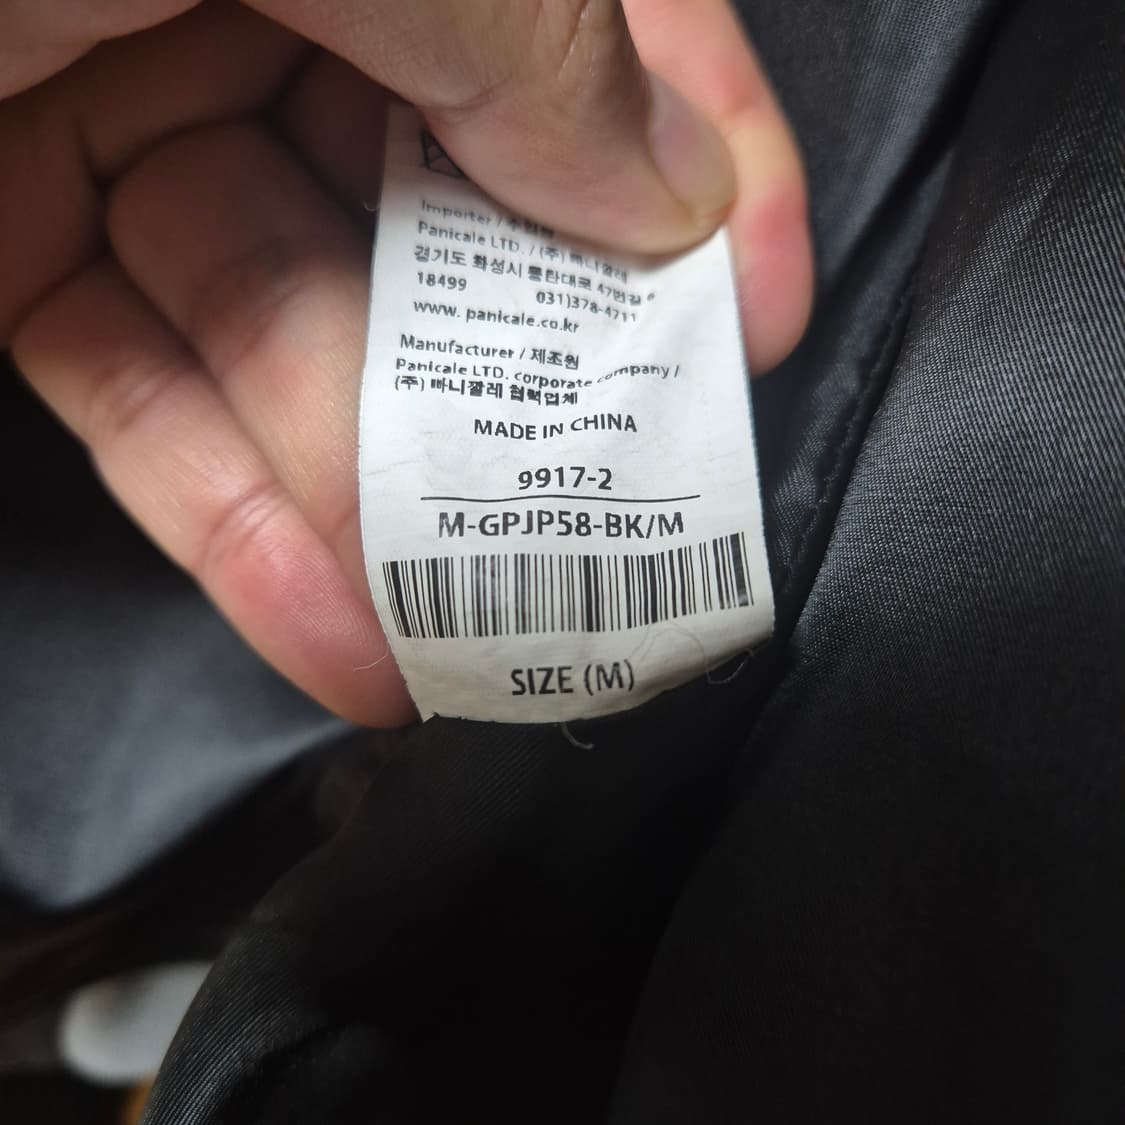 Importer / 수입원
Panicale LTD. / (주) 빠니깔레
경기도 화성시 동탄대로 47번길
18499 031)378-4711
www. panicale.co.kr
Manufacturer / 제조원
Panicale LTD. corporate company /
(주) 빠니깔레 협력업체
MADE IN CHINA
9917-2
M-GPJP58-BK/M
SIZE (M)